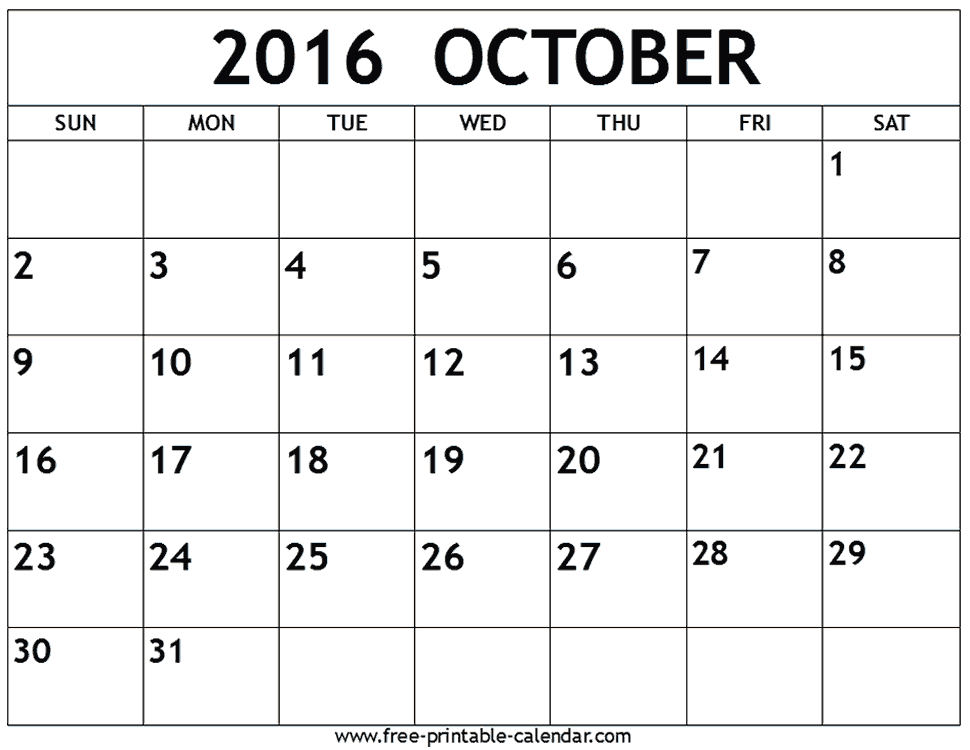 2016 OCTOBER
SUN MON TUE WED THU FRI SAT
1
2 3 4 5 6 7 8
9 10 11 12 13 14 15
16 17 18 19 20 21 22
23 24 25 26 27 28 29
30 31
www.free-printable-calendar.com